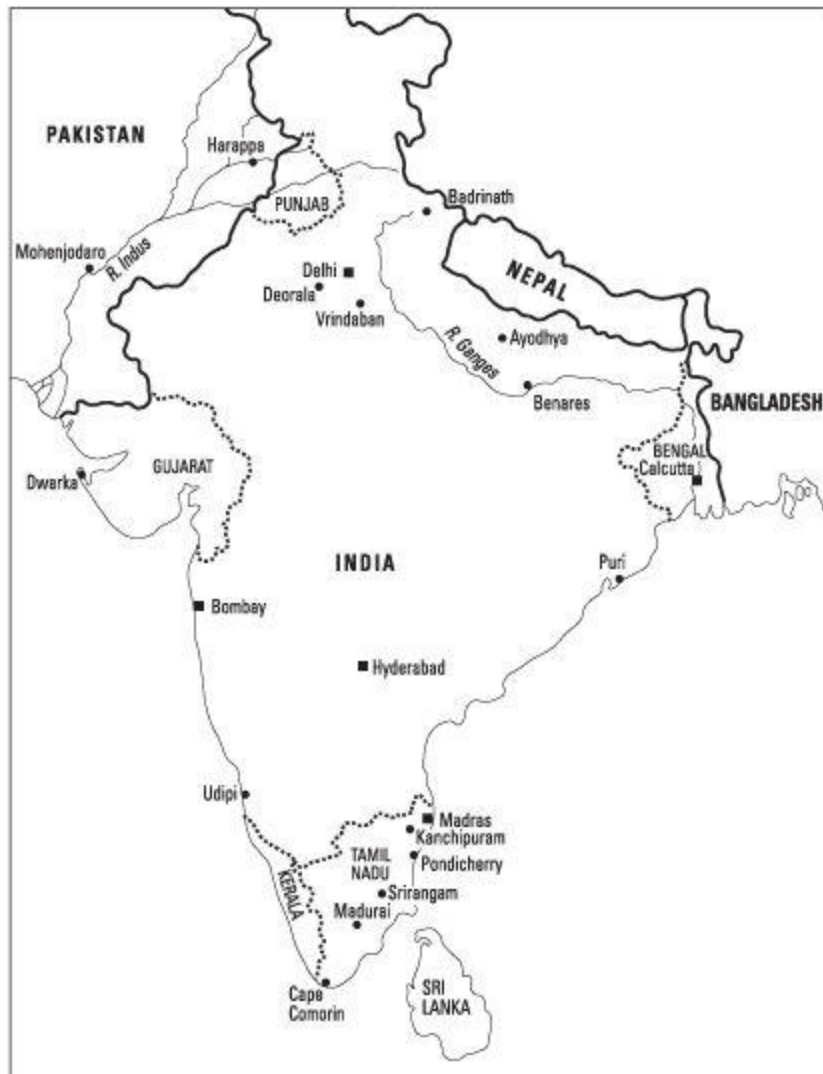 PAKISTAN
Harappa
PUNJAB
Badrinath
Mohenjodaro
R. Indus
Delhi
Deorala
Vrindaban
NEPAL
R. Ganges
Ayodhya
Benares
BANGLADESH
BENGAL
Calcutta
GUJARAT
Dwarka
INDIA
Puri
Bombay
Hyderabad
Udipi
Madras
Kanchipuram
TAMIL
NADU
Pondicherry
KERALA
Srirangam
Madurai
Cape
Comorin
SRI
LANKA